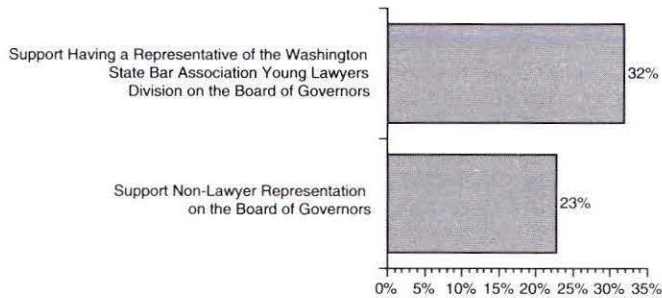 Support Having a Representative of the Washington
State Bar Association Young Lawyers
Division on the Board of Governors
32%
Support Non-Lawyer Representation
on the Board of Governors
23%
0% 5% 10% 15% 20% 25% 30% 35%